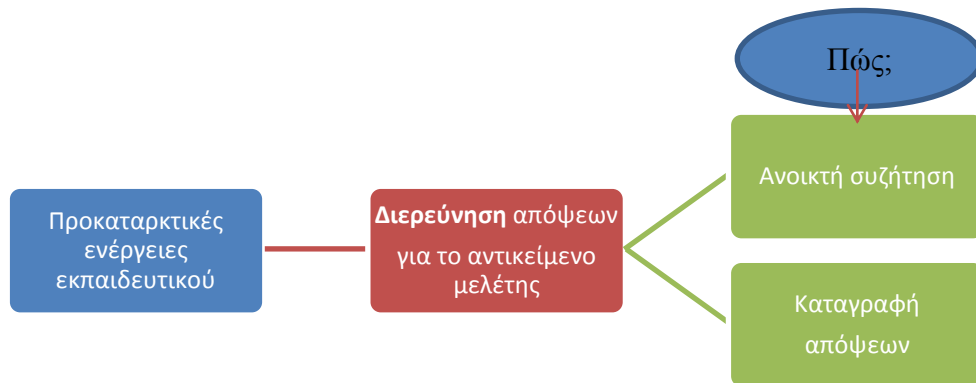 Πώς;
Ανοικτή συζήτηση
Προκαταρκτικές
ενέργειες
εκπαιδευτικού
Διερεύνηση απόψεων
για το αντικείμενο
μελέτης
Καταγραφή
απόψεων